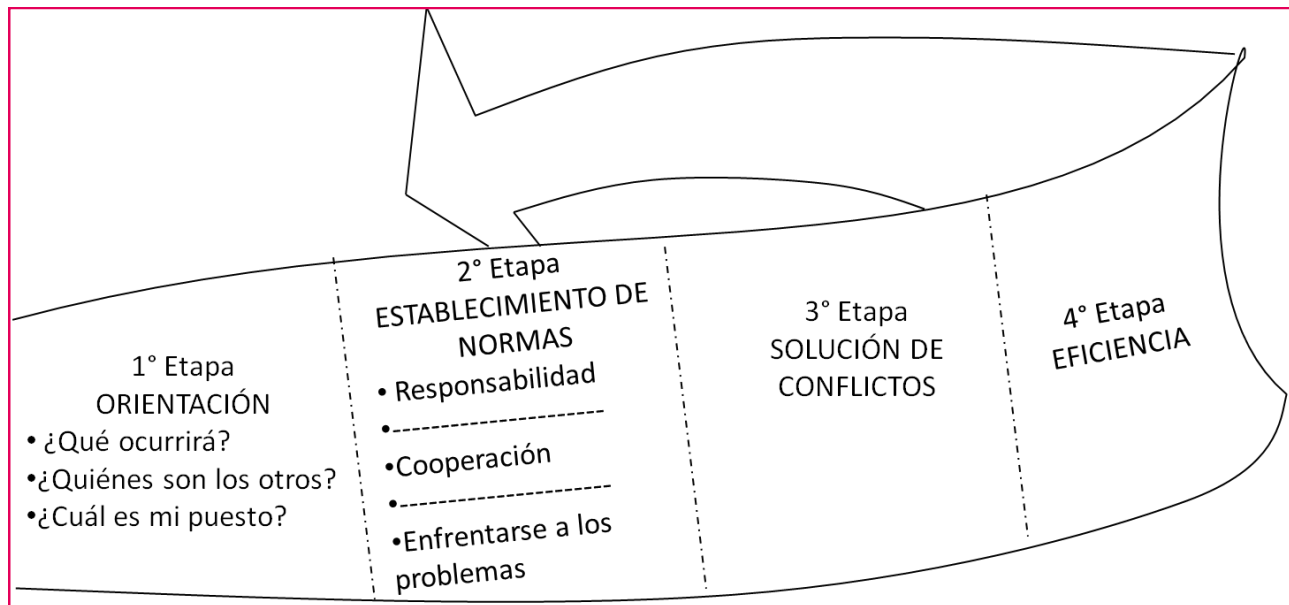 1° Etapa
ORIENTACIÓN
• ¿Qué ocurrirá?
•¿Quiénes son los otros?
•¿Cuál es mi puesto?
2° Etapa
ESTABLECIMIENTO DE
NORMAS
• Responsabilidad
•------------------------
•Cooperación
•------------------------
•Enfrentarse a los
problemas
3° Etapa
SOLUCIÓN DE
CONFLICTOS
4° Etapa
EFICIENCIA